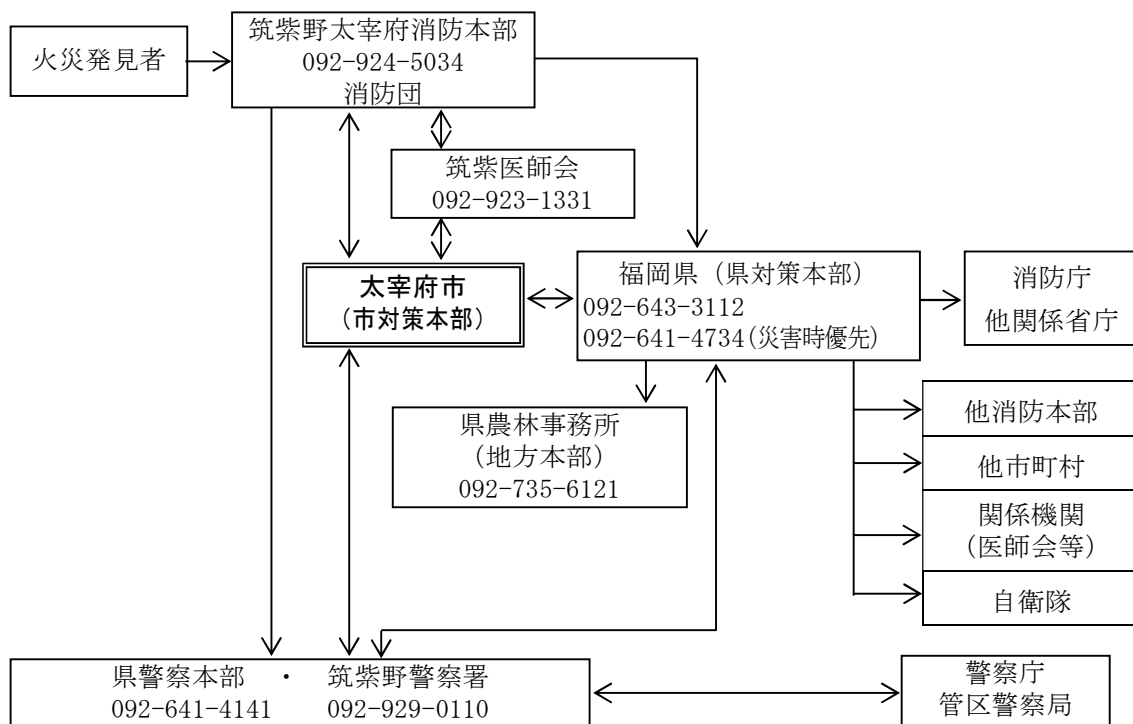 火災発見者
筑紫野太宰府消防本部
092-924-5034
消防団
筑紫医師会
092-923-1331
太宰府市
（市対策本部）
福岡県（県対策本部）
092-643-3112
092-641-4734(災害時優先)
消防庁
他関係省庁
県農林事務所
（地方本部）
092-735-6121
他消防本部
他市町村
関係機関
（医師会等）
自衛隊
県警察本部 ・ 筑紫野警察署
092-641-4141 092-929-0110
警察庁
管区警察局